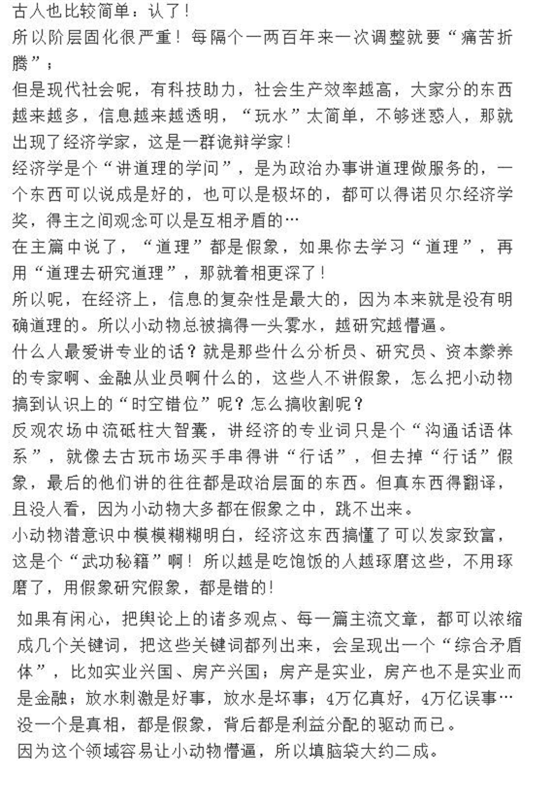 古人也比较简单：认了！
所以阶层固化很严重！每隔个一两百年来一次调整就要“痛苦折
腾”；
但是现代社会呢，有科技助力，社会生产效率越高，大家分的东西
越来越多，信息越来越透明，“玩水”太简单，不够迷惑人，那就
出现了经济学家，这是一群诡辩学家！
经济学是个“讲道理的学问”，是为政治办事讲道理做服务的，一
个东西可以说成是好的，也可以是极坏的，都可以得诺贝尔经济学
奖，得主之间观念可以是互相矛盾的…
在主篇中说了，“道理”都是假象，如果你去学习“道理”，再
用“道理去研究道理”，那就着相更深了！
所以呢，在经济上，信息的复杂性是最大的，因为本来就是没有明
确道理的。所以小动物总被搞得一头雾水，越研究越懵逼。
什么人最爱讲专业的话？就是那些什么分析员、研究员、资本豢养
的专家啊、金融从业员啊什么的，这些人不讲假象，怎么把小动物
搞到认识上的“时空错位”呢？怎么搞收割呢？
反观农场中流砥柱大智囊，讲经济的专业词只是个“沟通话语体
系”，就像去古玩市场买手串得讲“行话”，但去掉“行话”假
象，最后的他们讲的往往都是政治层面的东西。但真东西得翻译，
且没人看，因为小动物大多都在假象之中，跳不出来。
小动物潜意识中模模糊糊明白，经济这东西搞懂了可以发家致富，
这是个“武功秘籍”啊！所以越是吃饱饭的人越琢磨这些，不用琢
磨了，用假象研究假象，都是错的！
如果有闲心，把舆论上的诸多观点、每一篇主流文章，都可以浓缩
成几个关键词，把这些关键词都列出来，会呈现出一个“综合矛盾
体”，比如实业兴国、房产兴国；房产是实业，房产也不是实业而
是金融；放水刺激是好事，放水是坏事；4万亿真好，4万亿误事…
没一个是真相，都是假象，背后都是利益分配的驱动而已。
因为这个领域容易让小动物懵逼，所以填脑袋大约二成。